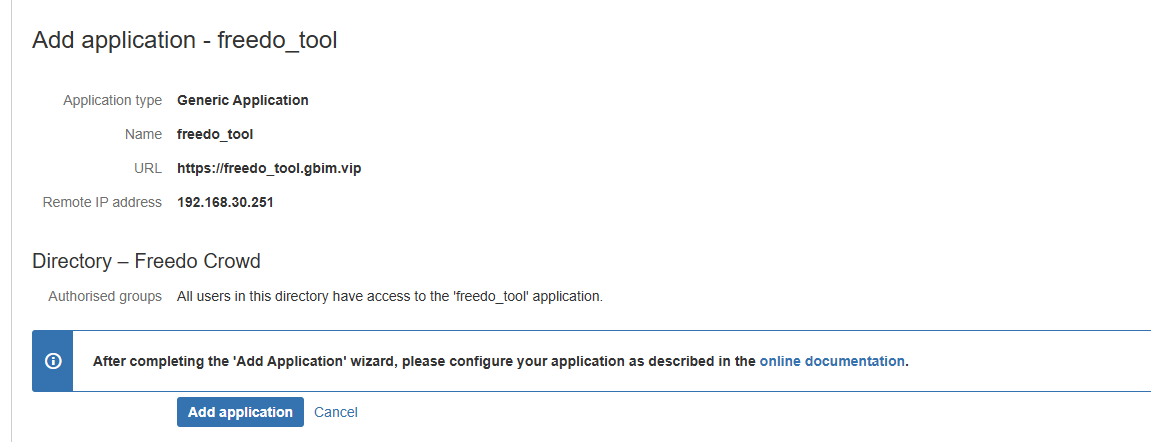 Add application - freedo_tool
Application type Generic Application
Name freedo_tool
URL https://freedo_tool.gbim.vip
Remote IP address 192.168.30.251
Directory – Freedo Crowd
Authorised groups All users in this directory have access to the 'freedo_tool' application.
After completing the 'Add Application' wizard, please configure your application as described in the online documentation.
Add application Cancel